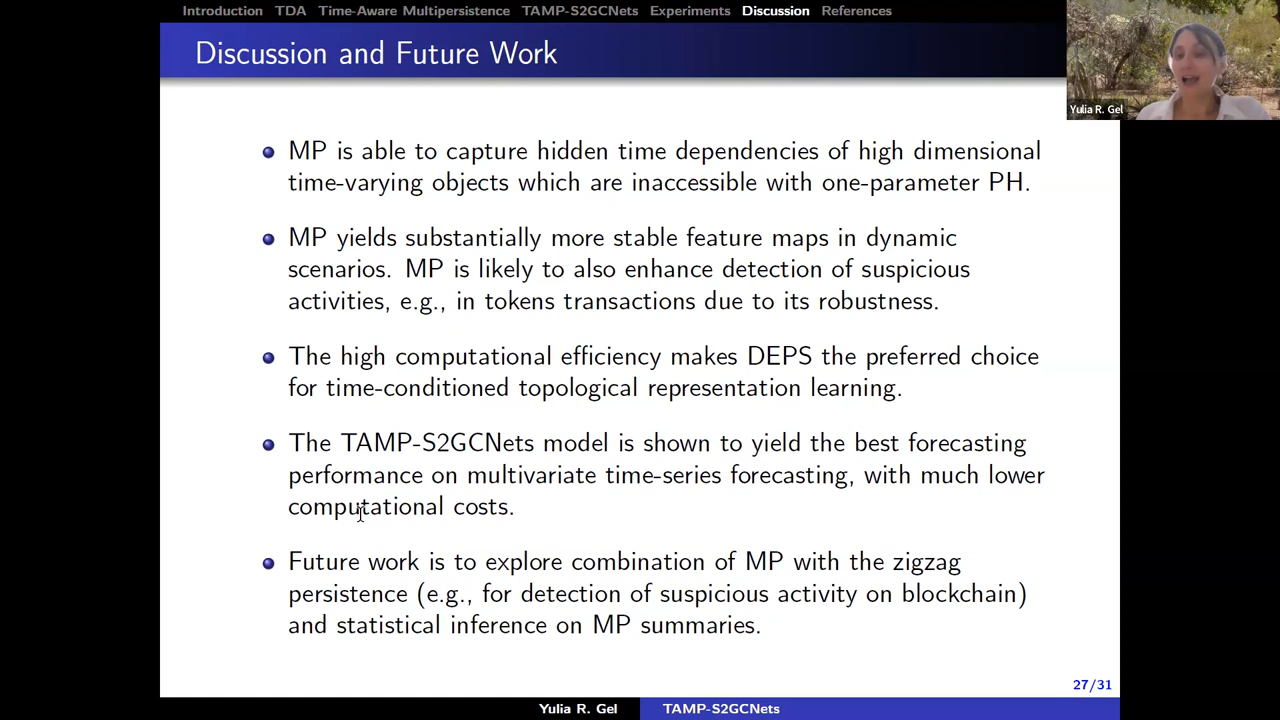 Introduction TDA Time-Aware Multipersistence TAMP-S2GCNets Experiments Discussion References
Discussion and Future Work
Yulia R. Gel
MP is able to capture hidden time dependencies of high dimensional
time-varying objects which are inaccessible with one-parameter PH.
MP yields substantially more stable feature maps in dynamic
scenarios. MP is likely to also enhance detection of suspicious
activities, e.g., in tokens transactions due to its robustness.
The high computational efficiency makes DEPS the preferred choice
for time-conditioned topological representation learning.
The TAMP-S2GCNets model is shown to yield the best forecasting
performance on multivariate time-series forecasting, with much lower
computational costs.
Future work is to explore combination of MP with the zigzag
persistence (e.g., for detection of suspicious activity on blockchain)
and statistical inference on MP summaries.
27/31
Yulia R. Gel TAMP-S2GCNets